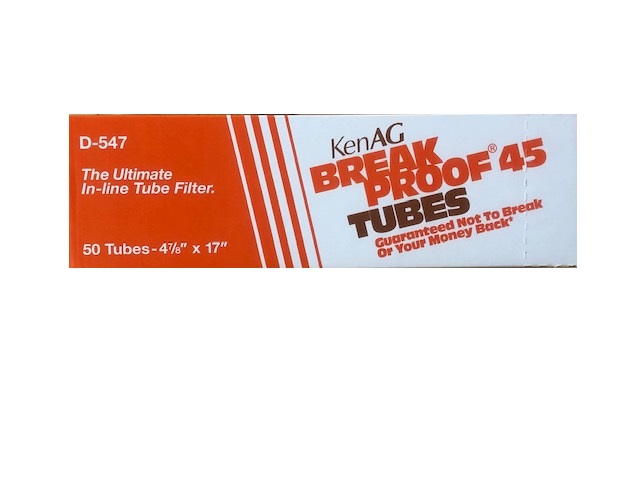 D-547
The Ultimate
In-line Tube Filter.
50 Tubes - 4⅞" x 17"
KenAG
BREAK
PROOF® 45
TUBES
Guaranteed Not To Break
Or Your Money Back*